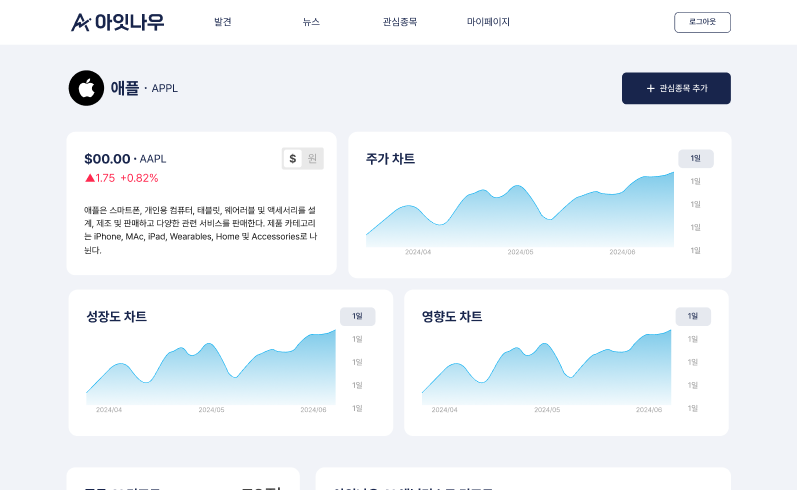 아잇나우
발견 뉴스 관심종목 마이페이지 로그아웃
애플 · APPL
+ 관심종목 추가
$00.00 · AAPL
$ 원
▲1.75 +0.82%
애플은 스마트폰, 개인용 컴퓨터, 태블릿, 웨어러블 및 액세서리를 설
계, 제조 및 판매하고 다양한 관련 서비스를 판매한다. 제품 카테고리
는 iPhone, MAc, iPad, Wearables, Home 및 Accessories로 나
뉜다.
주가 차트
1일
1일
1일
1일
1일
2024/04 2024/05 2024/06
성장도 차트
1일
1일
1일
1일
1일
2024/04 2024/05 2024/06
영향도 차트
1일
1일
1일
1일
1일
2024/04 2024/05 2024/06